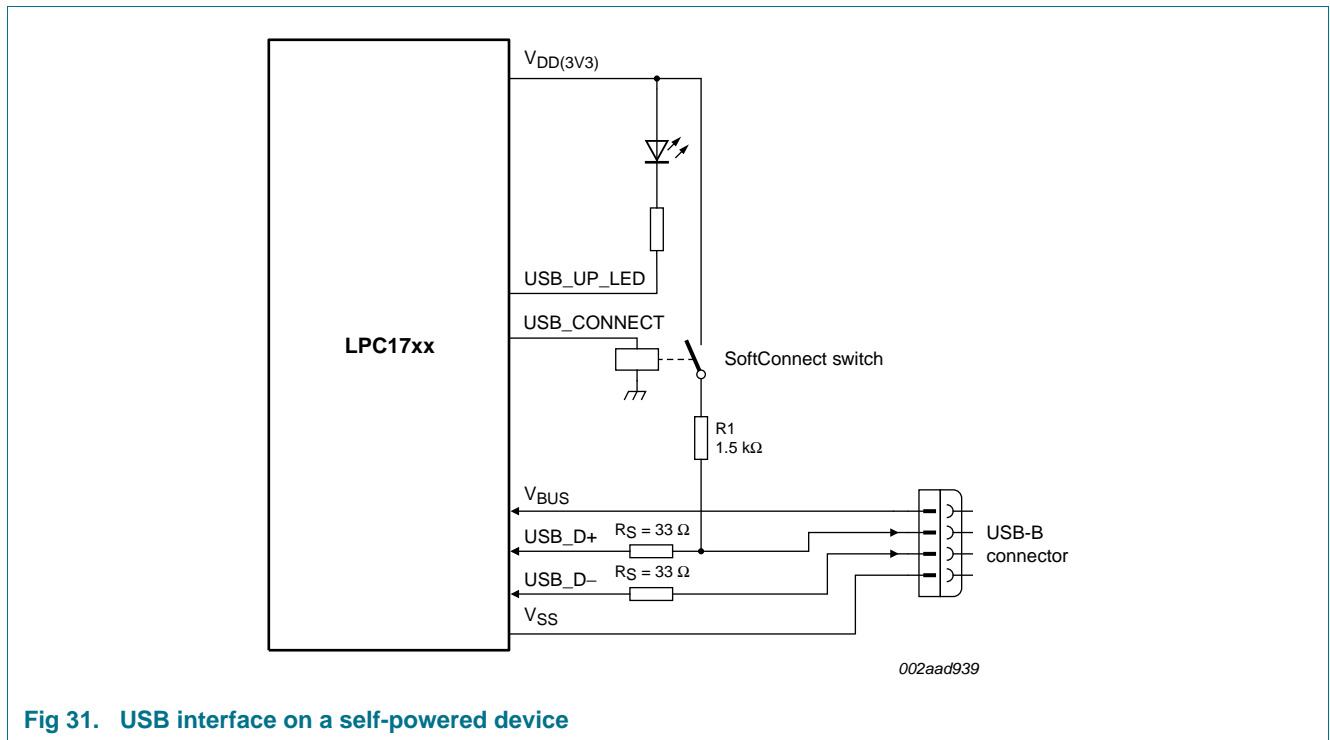 VDD(3V3)
USB_UP_LED
USB_CONNECT
LPC17xx
SoftConnect switch
R1
1.5 kΩ
VBUS
USB_D+
RS = 33 Ω
USB-B
connector
USB_D−
RS = 33 Ω
VSS
002aad939
Fig 31. USB interface on a self-powered device